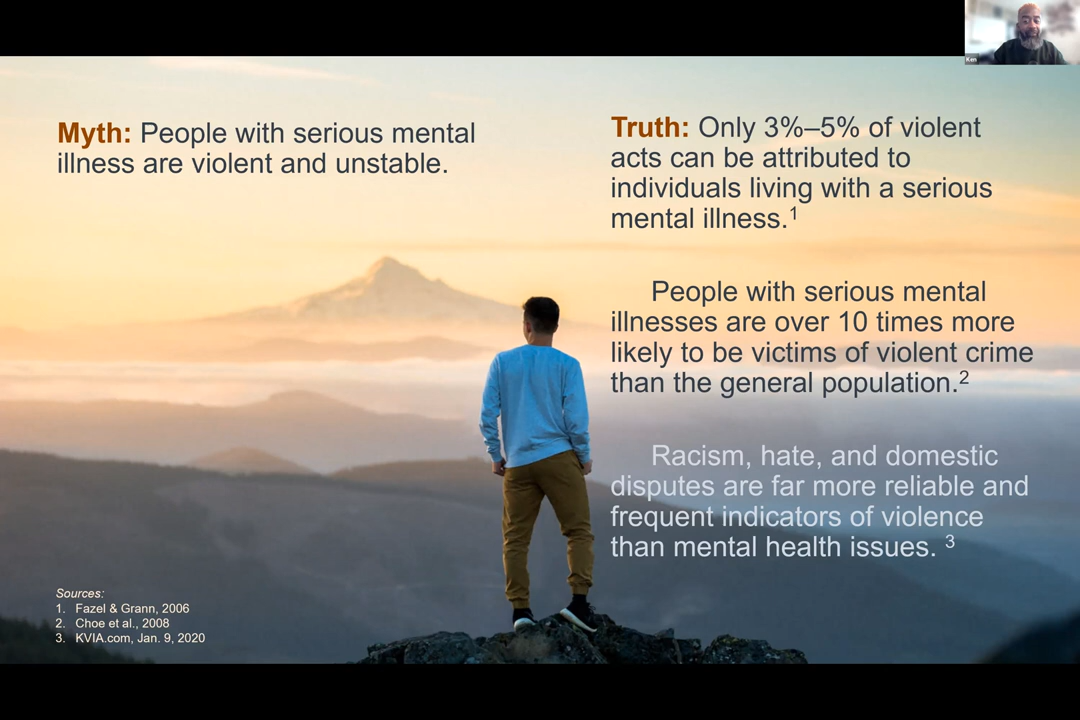 Ken
Myth: People with serious mental
illness are violent and unstable.
Truth: Only 3%–5% of violent
acts can be attributed to
individuals living with a serious
mental illness.1
People with serious mental
illnesses are over 10 times more
likely to be victims of violent crime
than the general population.2
Racism, hate, and domestic
disputes are far more reliable and
frequent indicators of violence
than mental health issues. 3
Sources:
1. Fazel & Grann, 2006
2. Choe et al., 2008
3. KVIA.com, Jan. 9, 2020